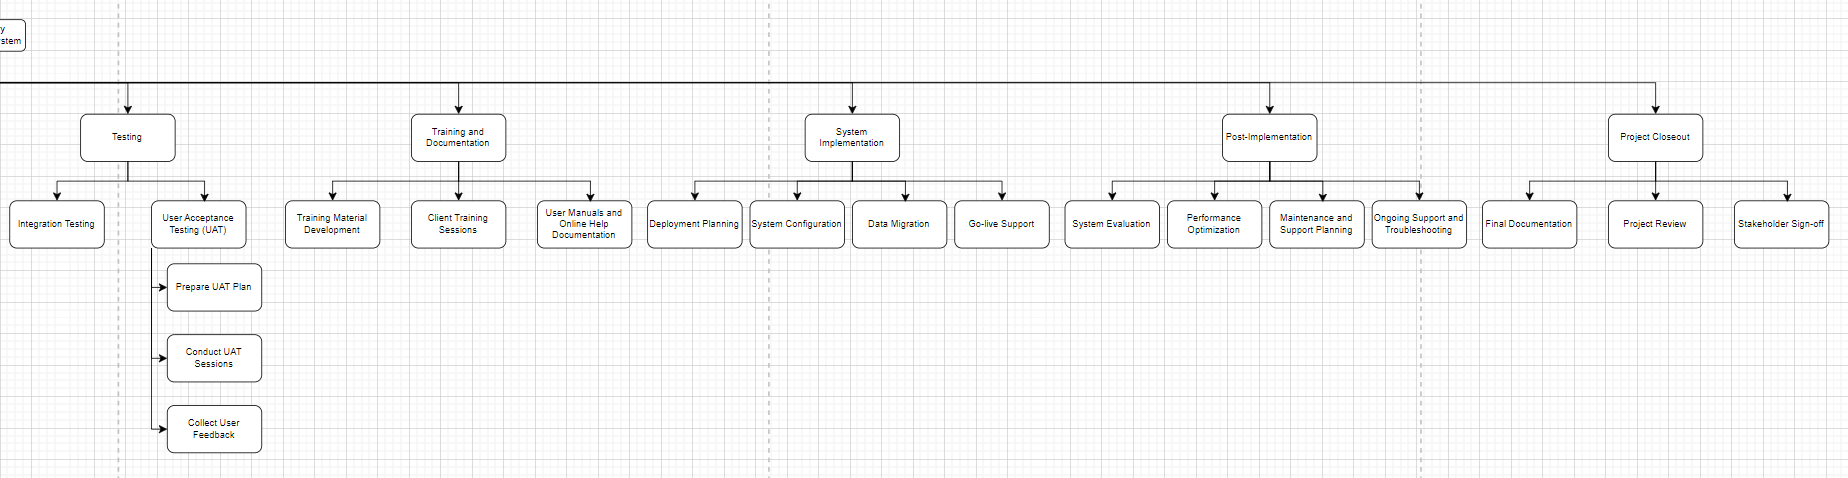 y
stem
Testing
Training and
Documentation
System
Implementation
Post-Implementation
Project Closeout
Integration Testing
User Acceptance
Testing (UAT)
Training Material
Development
Client Training
Sessions
User Manuals and
Online Help
Documentation
Deployment Planning
System Configuration
Data Migration
Go-live Support
System Evaluation
Performance
Optimization
Maintenance and
Support Planning
Ongoing Support and
Troubleshooting
Final Documentation
Project Review
Stakeholder Sign-off
Prepare UAT Plan
Conduct UAT
Sessions
Collect User
Feedback